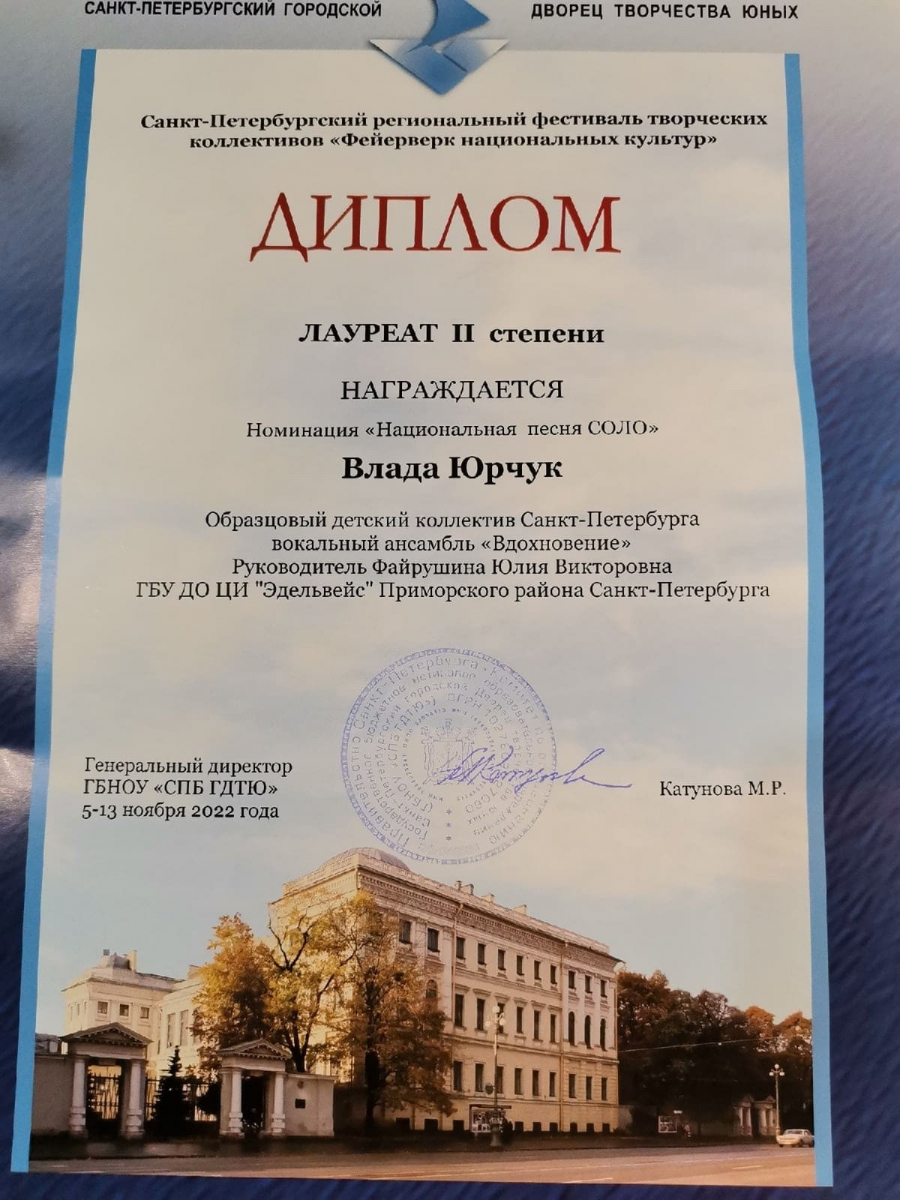 САНКТ-ПЕТЕРБУРГСКИЙ ГОРОДСКОЙ ДВОРЕЦ ТВОРЧЕСТВА ЮНЫХ
Санкт-Петербургский региональный фестиваль творческих
коллективов «Фейерверк национальных культур»
ДИПЛОМ
ЛАУРЕАТ II степени
НАГРАЖДАЕТСЯ
Номинация «Национальная песня СОЛО»
Влада Юрчук
Образцовый детский коллектив Санкт-Петербурга
вокальный ансамбль «Вдохновение»
Руководитель Файрушина Юлия Викторовна
ГБУ ДО ЦИ "Эдельвейс" Приморского района Санкт-Петербурга
Генеральный директор
ГБНОУ «СПБ ГДТЮ»
5-13 ноября 2022 года
Катунова М.Р.